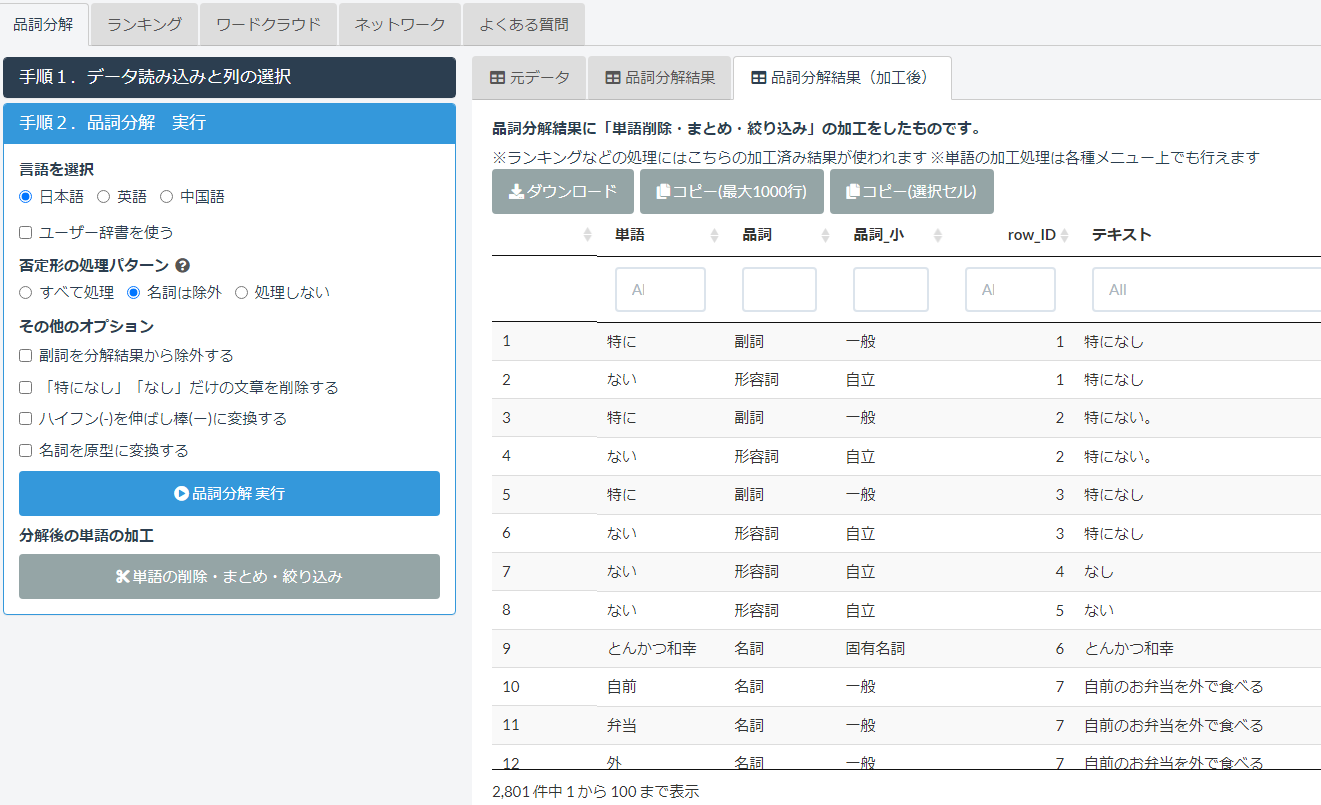 品詞分解 ランキング ワードクラウド ネットワーク よくある質問
手順１．データ読み込みと列の選択
手順２．品詞分解　実行
言語を選択
日本語 英語 中国語
ユーザー辞書を使う
否定形の処理パターン ?
すべて処理 名詞は除外 処理しない
その他のオプション
副詞を分解結果から除外する
「特になし」「なし」だけの文章を削除する
ハイフン(-)を伸ばし棒(ー)に変換する
名詞を原型に変換する
品詞分解 実行
分解後の単語の加工
単語の削除・まとめ・絞り込み
元データ 品詞分解結果 品詞分解結果（加工後）
品詞分解結果に「単語削除・まとめ・絞り込み」の加工をしたものです。
※ランキングなどの処理にはこちらの加工済み結果が使われます ※単語の加工処理は各種メニュー上でも行えます
ダウンロード コピー(最大1000行) コピー(選択セル)
単語 品詞 品詞_小 row_ID テキスト
Al Al All
1 特に 副詞 一般 1 特になし
2 ない 形容詞 自立 1 特になし
3 特に 副詞 一般 2 特にない。
4 ない 形容詞 自立 2 特にない。
5 特に 副詞 一般 3 特になし
6 ない 形容詞 自立 3 特になし
7 ない 形容詞 自立 4 なし
8 ない 形容詞 自立 5 ない
9 とんかつ和幸 名詞 固有名詞 6 とんかつ和幸
10 自前 名詞 一般 7 自前のお弁当を外で食べる
11 弁当 名詞 一般 7 自前のお弁当を外で食べる
12 外 名詞 一般 7 自前のお弁当を外で食べる
2,801 件中 1 から 100 まで表示